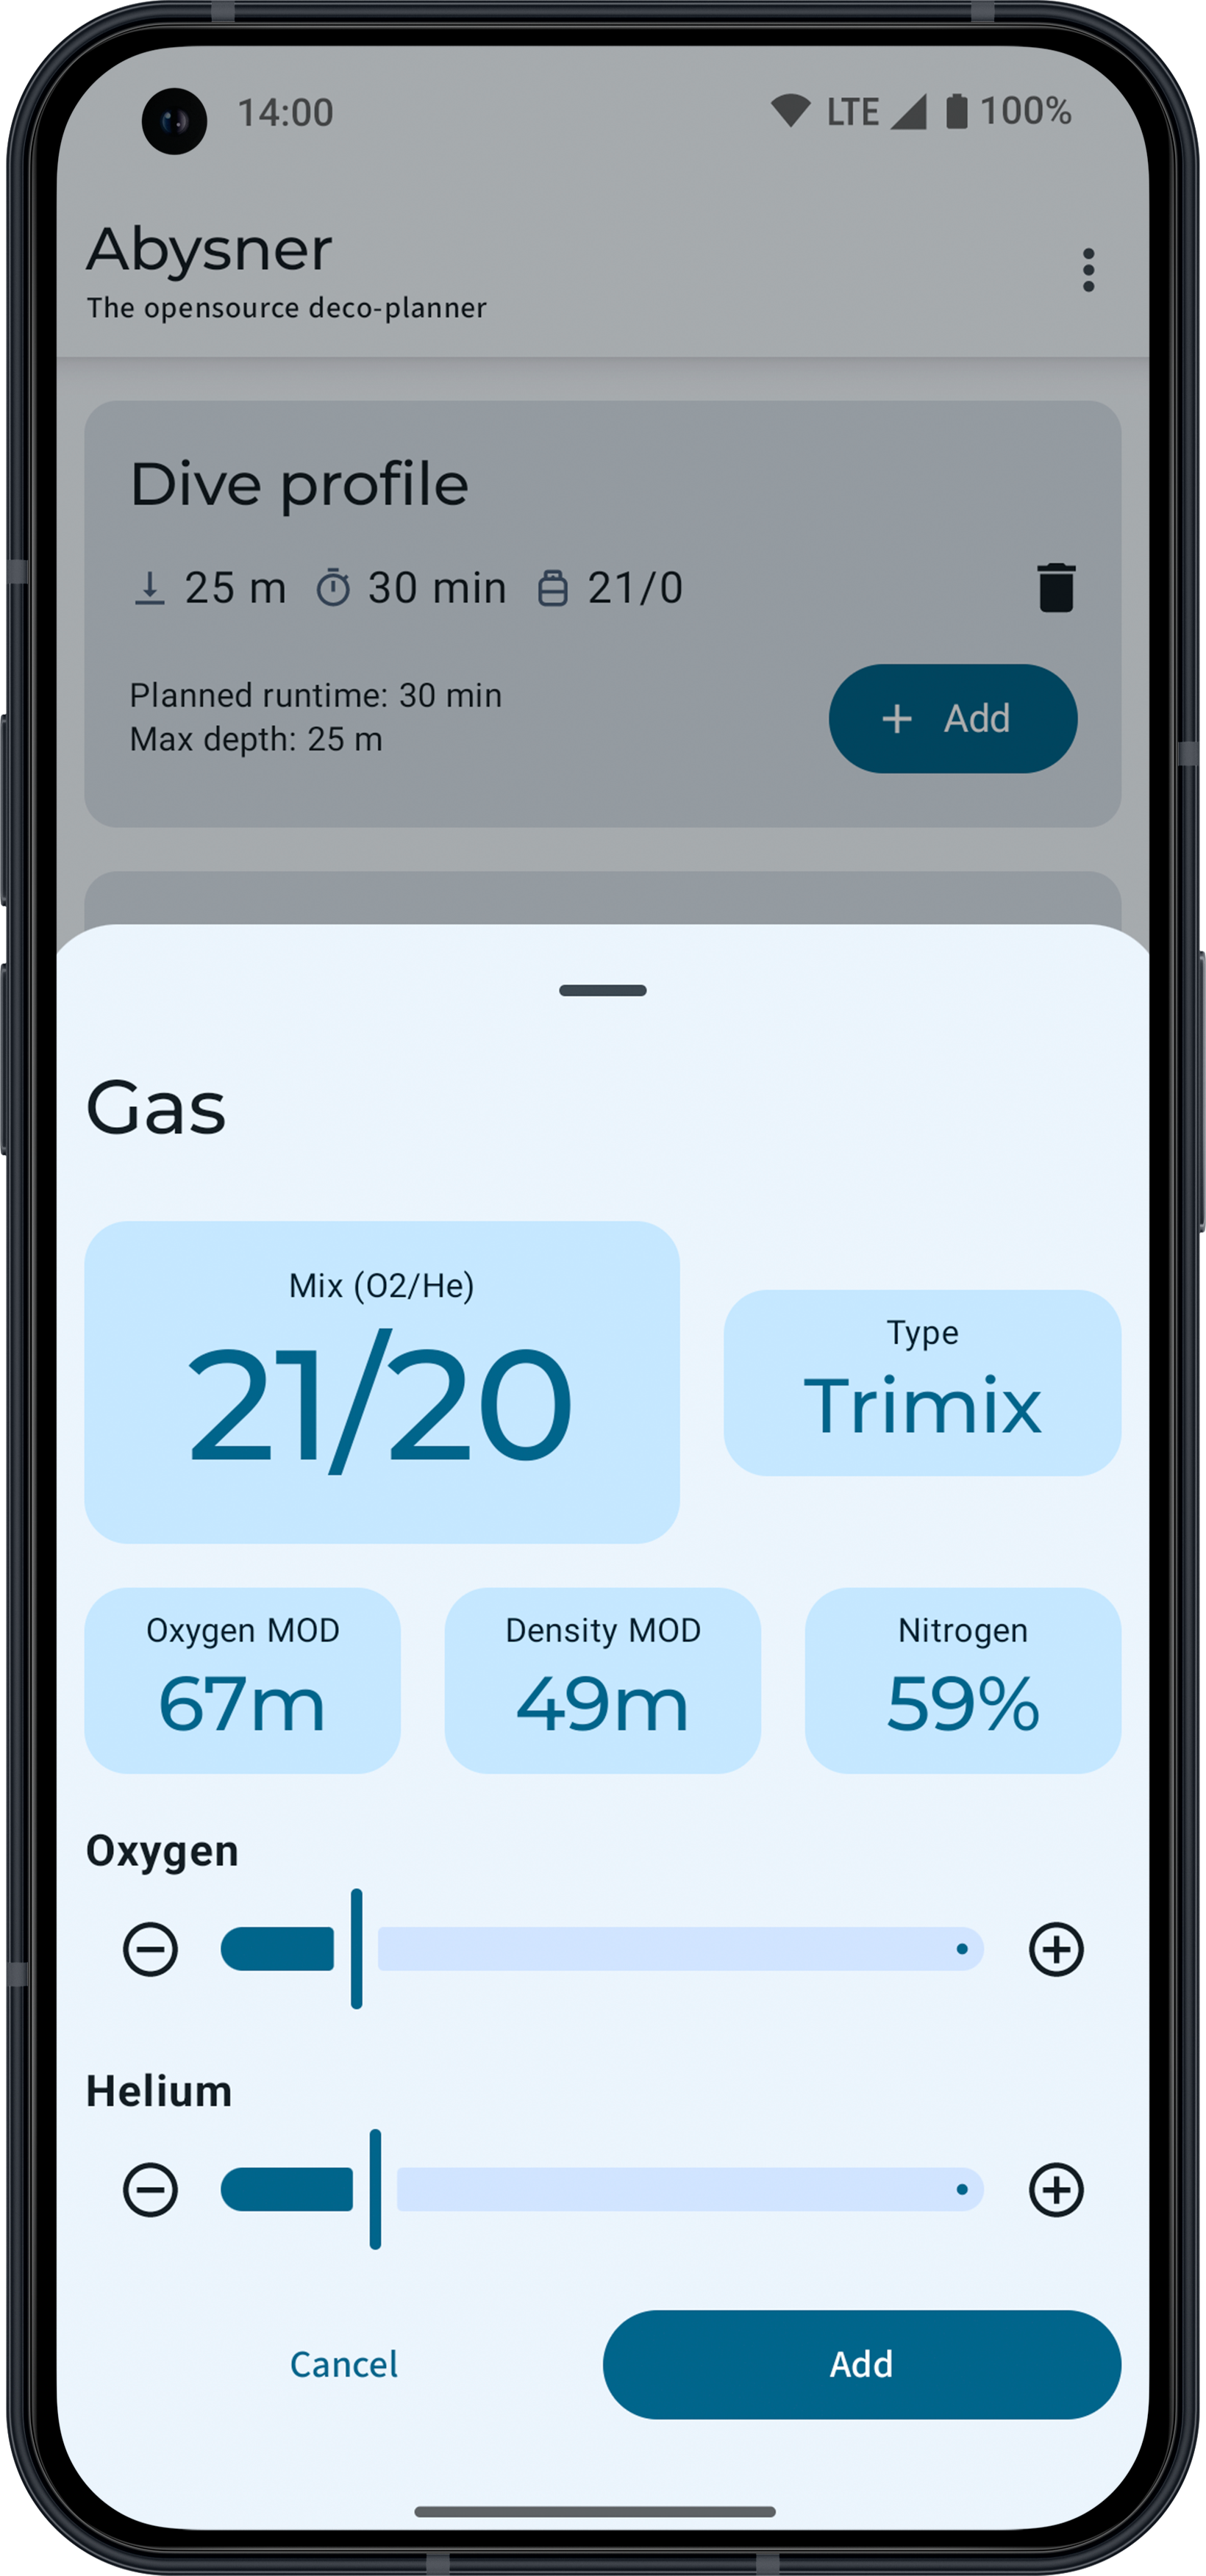 14:00 LTE 100%
Abysner
The opensource deco-planner
Dive profile
25 m 30 min 21/0
Planned runtime: 30 min
Max depth: 25 m
+ Add
Gas
Mix (O2/He)
21/20
Type
Trimix
Oxygen MOD
67m
Density MOD
49m
Nitrogen
59%
Oxygen
Helium
Cancel Add